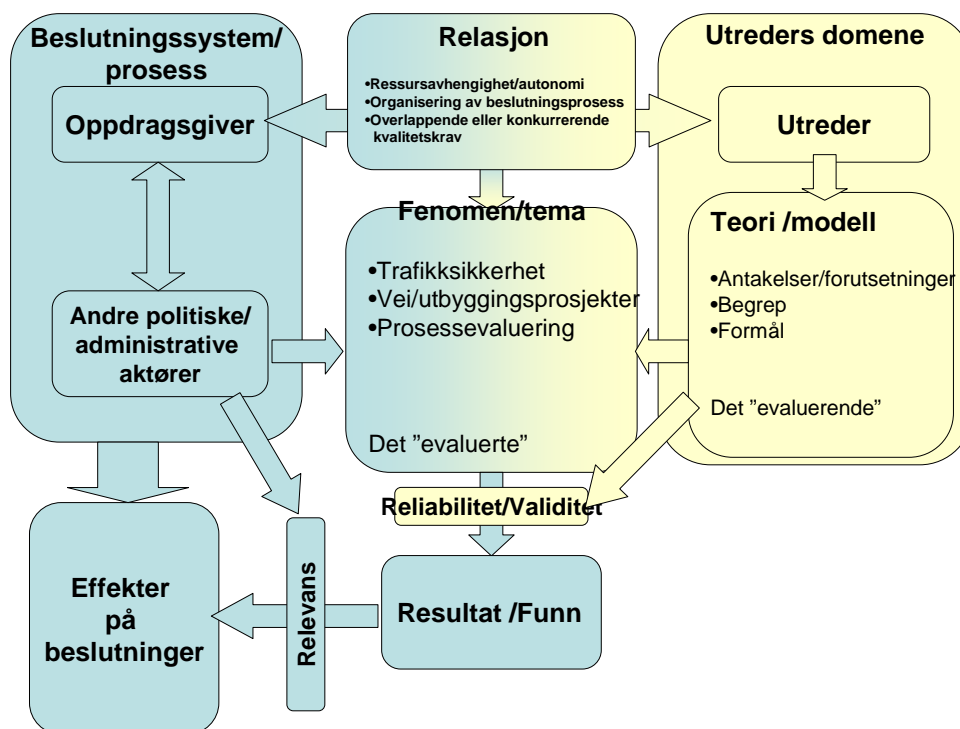 Beslutningssystem/
prosess
Oppdragsgiver
Andre politiske/
administrative
aktører
Relasjon
•Ressursavhengighet/autonomi
•Organisering av beslutningsprosess
•Overlappende eller konkurrerende
kvalitetskrav
Utreders domene
Utreder
Fenomen/tema
•Trafikksikkerhet
•Vei/utbyggingsprosjekter
•Prosessevaluering
Det ”evaluerte”
Teori /modell
•Antakelser/forutsetninger
•Begrep
•Formål
Det ”evaluerende”
Reliabilitet/Validitet
Effekter
på
beslutninger
Relevans
Resultat /Funn